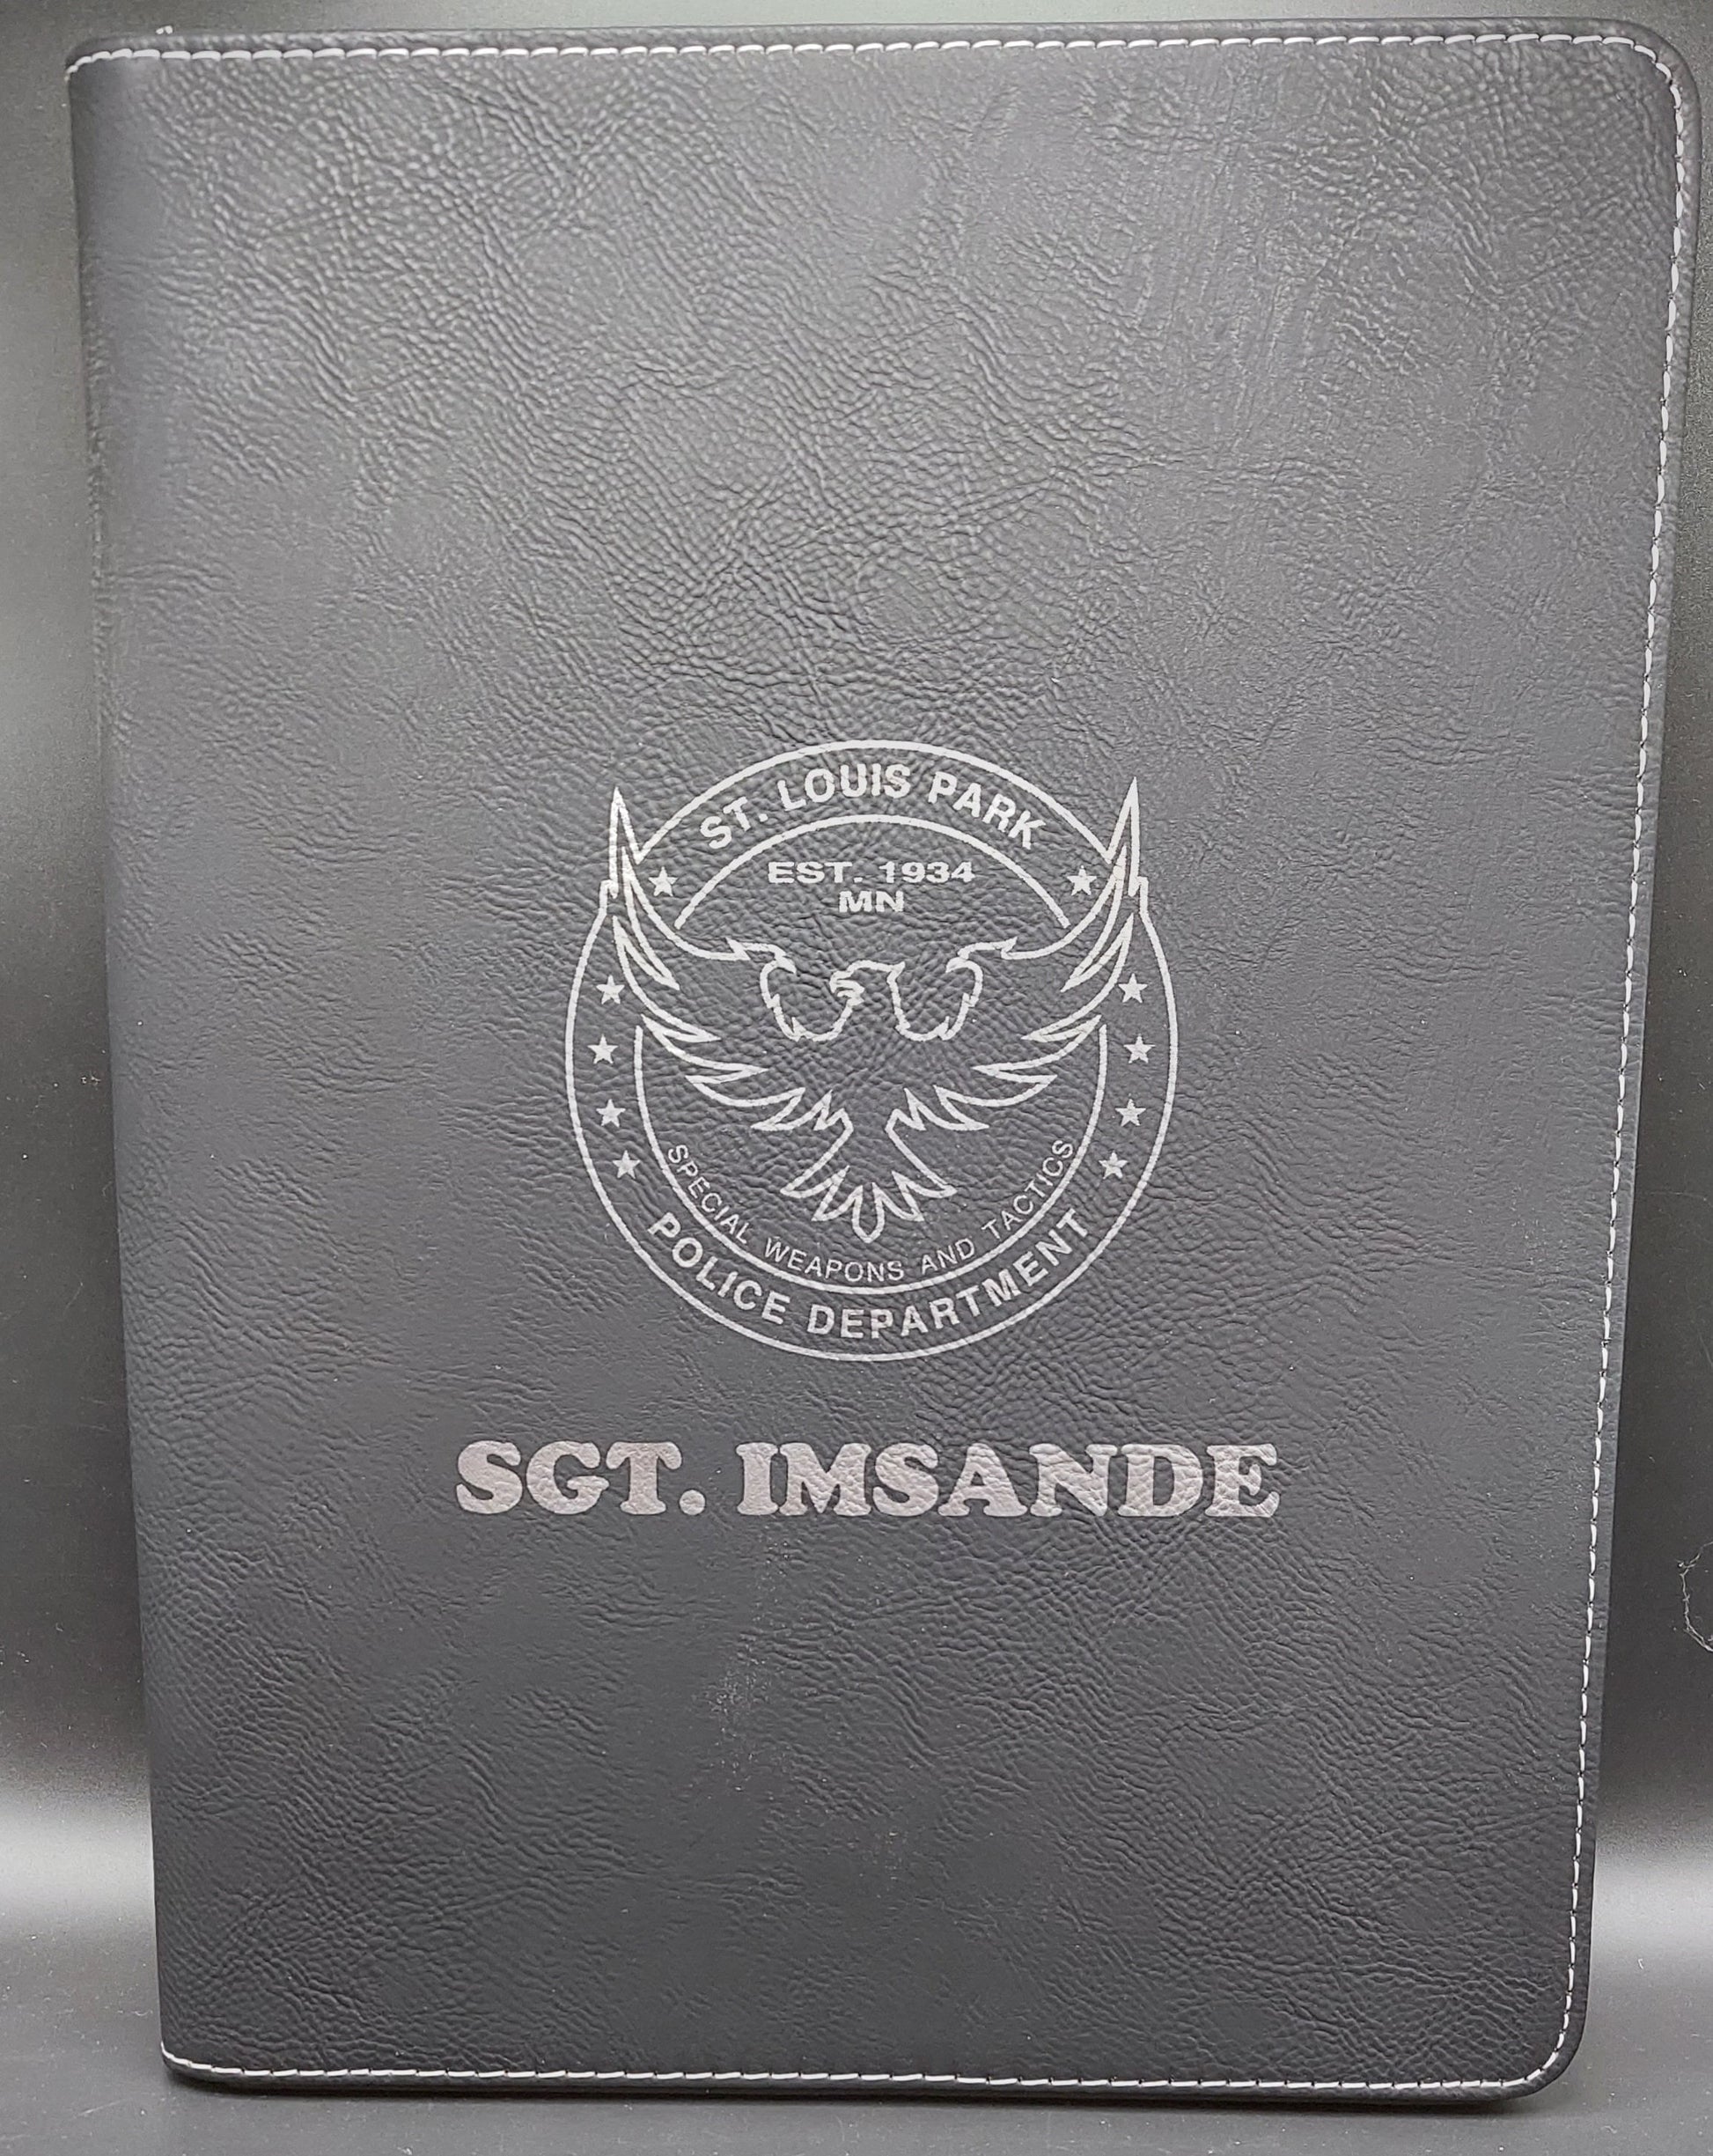 ST. LOUIS PARK
EST. 1934
MN
SPECIAL WEAPONS AND TACTICS
POLICE DEPARTMENT
SGT. IMSANDE